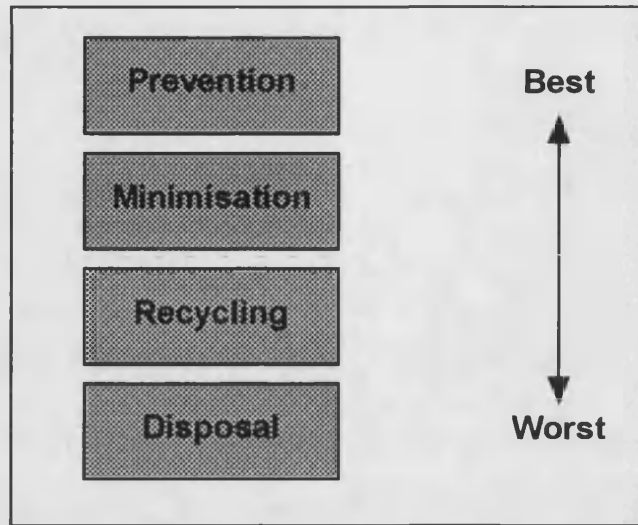 Prevention
Best
Minimisation
Recycling
Disposal
Worst